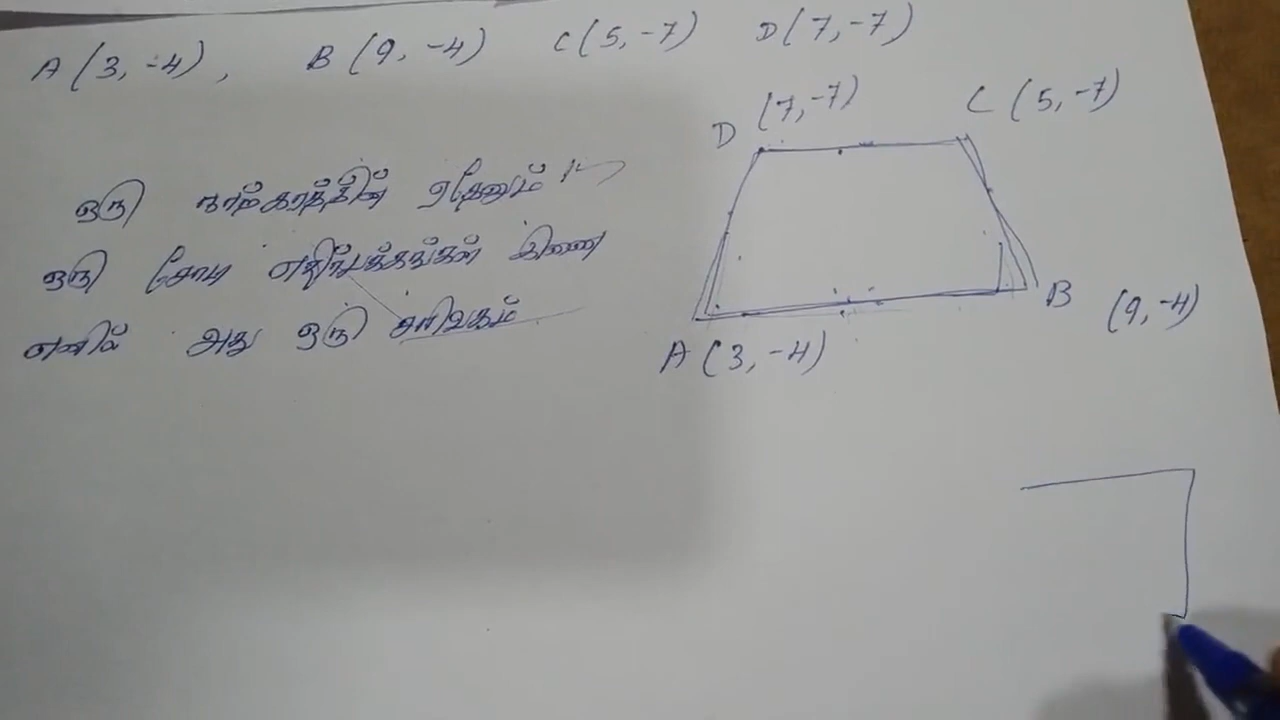 A (3, -4), B (9, -4) C (5, -7) D (7, -7)
D (7, -7) C (5, -7)
ஒரு நாற்கரத்தின் ஏதேனும்
ஒரு சோடி எதிர்பக்கங்கள் இணை
எனில் அது ஒரு சரிவகம்
B (9, -4)
A (3, -4)